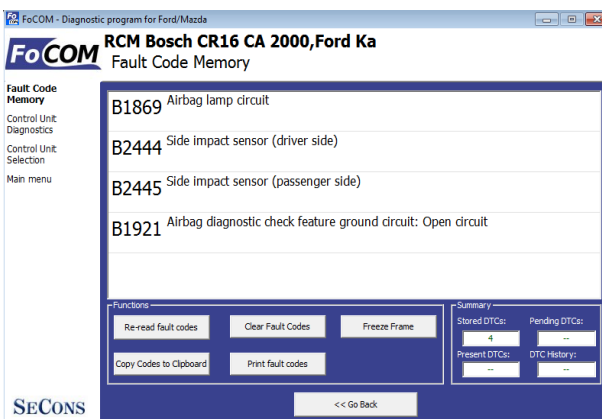 FoCOM - Diagnostic program for Ford/Mazda
FoCOM
RCM Bosch CR16 CA 2000,Ford Ka
Fault Code Memory
Fault Code
Memory
Control Unit
Diagnostics
Control Unit
Selection
Main menu
B1869 Airbag lamp circuit
B2444 Side impact sensor (driver side)
B2445 Side impact sensor (passenger side)
B1921 Airbag diagnostic check feature ground circuit: Open circuit
Functions
Re-read fault codes
Clear Fault Codes
Freeze Frame
Copy Codes to Clipboard
Print fault codes
Summary
Stored DTCs:
Pending DTCs:
4
--
Present DTCs:
DTC History:
--
--
SECONS
<< Go Back